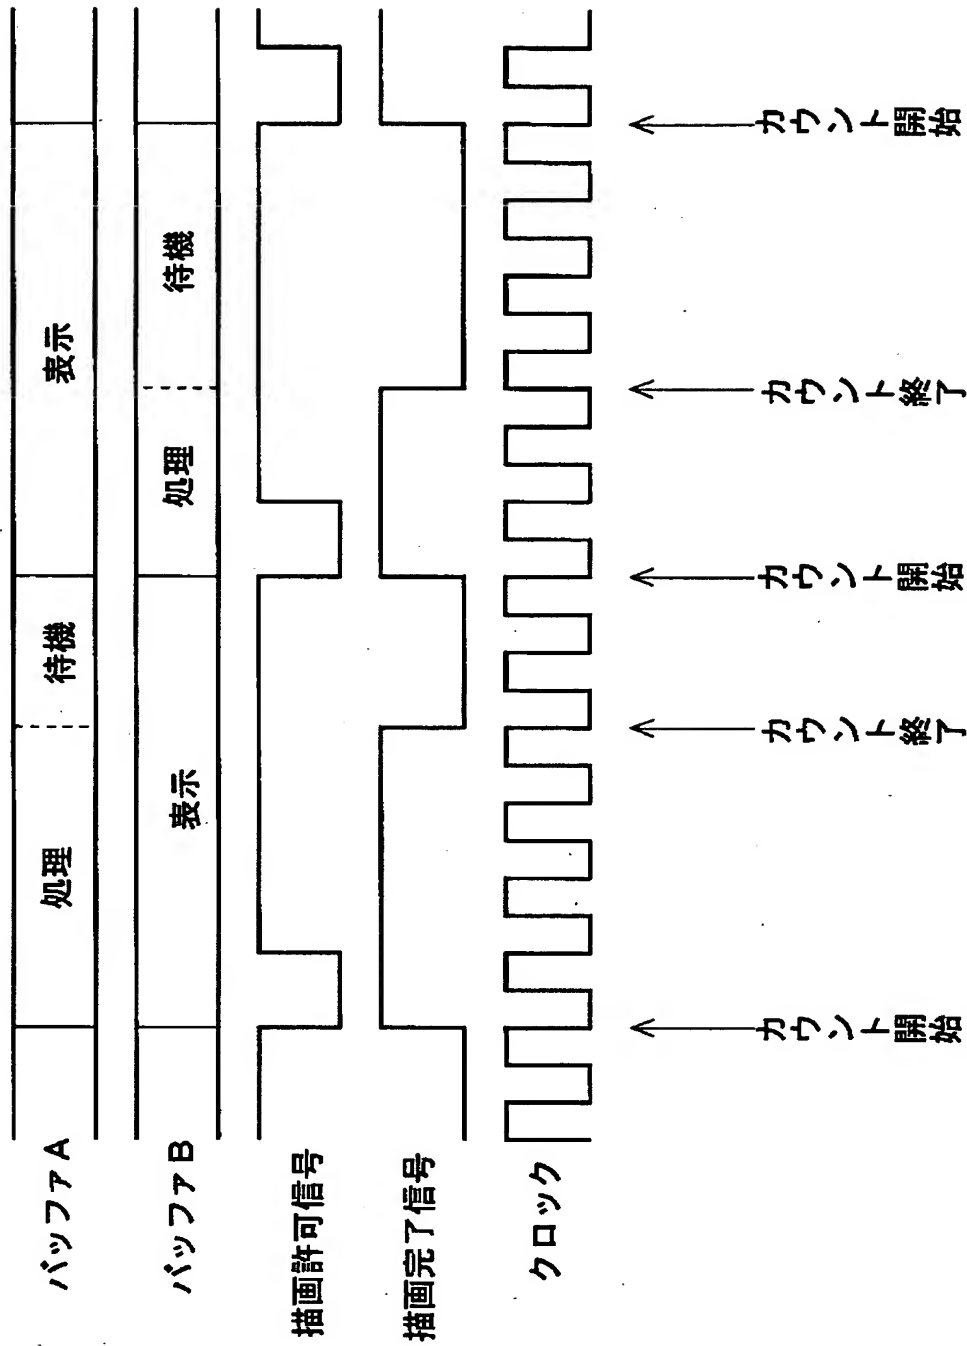 バッファA
処理
待機
表示
バッファB
表示
処理
待機
描画許可信号
描画完了信号
クロック
カウント開始
カウント終了
カウント開始
カウント終了
カウント開始